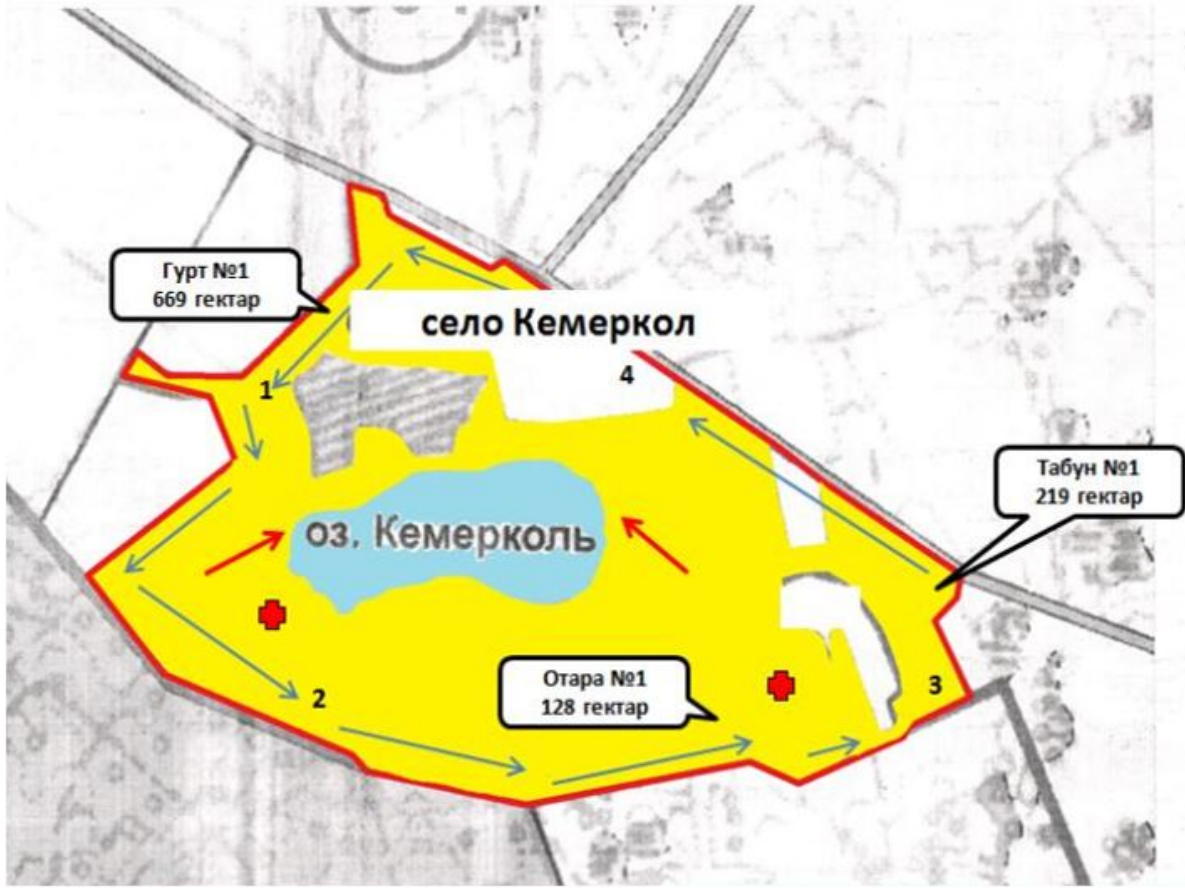 Гурт №1
669 гектар
село Кемеркол
1
4
Табун №1
219 гектар
оз. Кемерколь
Отара №1
128 гектар
3
2